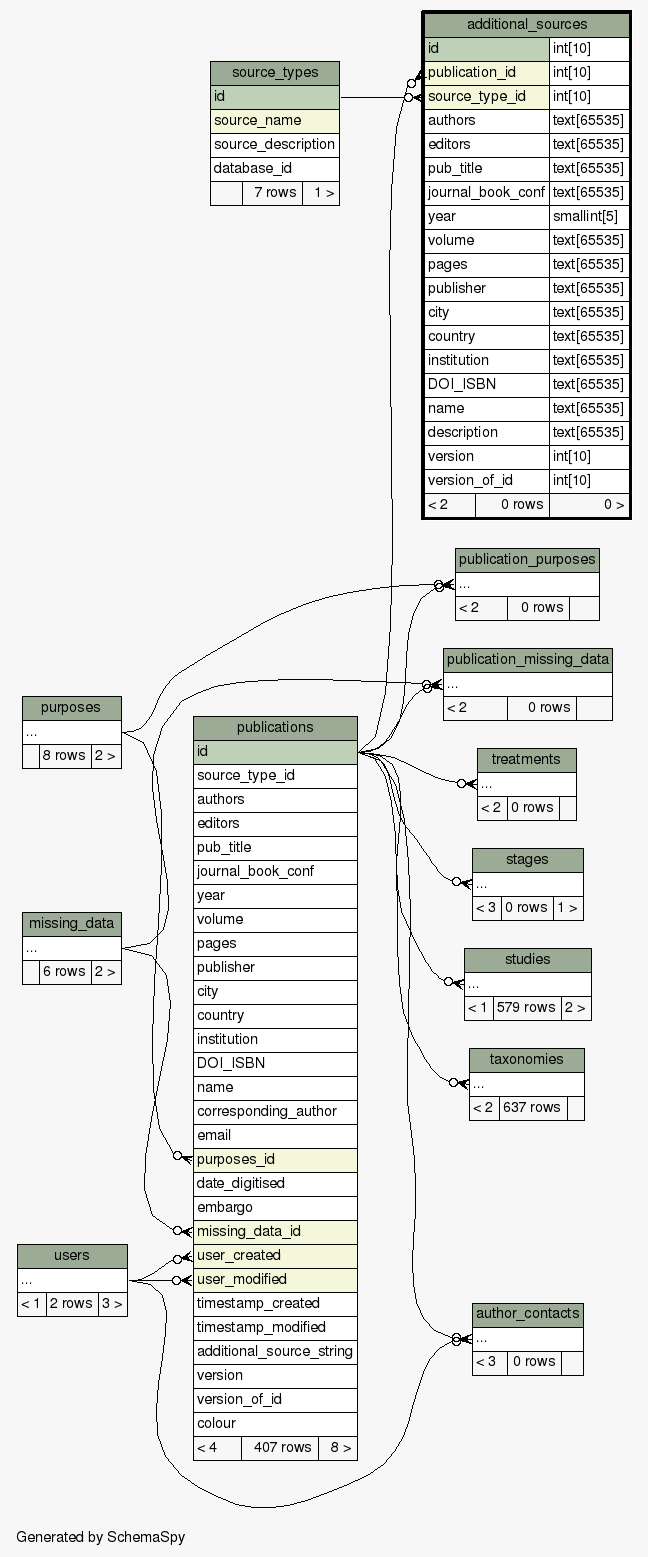 additional_sources
id int[10]
publication_id int[10]
source_type_id int[10]
authors text[65535]
editors text[65535]
pub_title text[65535]
journal_book_conf text[65535]
year smallint[5]
volume text[65535]
pages text[65535]
publisher text[65535]
city text[65535]
country text[65535]
institution text[65535]
DOI_ISBN text[65535]
name text[65535]
description text[65535]
version int[10]
version_of_id int[10]
< 2 0 rows 0 >
source_types
id
source_name
source_description
database_id
7 rows 1 >
publication_purposes
...
< 2 0 rows
publication_missing_data
...
< 2 0 rows
purposes
...
8 rows 2 >
publications
id
source_type_id
authors
editors
pub_title
journal_book_conf
year
volume
pages
publisher
city
country
institution
DOI_ISBN
name
corresponding_author
email
purposes_id
date_digitised
embargo
missing_data_id
user_created
user_modified
timestamp_created
timestamp_modified
additional_source_string
version
version_of_id
colour
< 4 407 rows 8 >
treatments
...
< 2 0 rows
stages
...
< 3 0 rows 1 >
missing_data
...
6 rows 2 >
studies
...
< 1 579 rows 2 >
taxonomies
...
< 2 637 rows
users
...
< 1 2 rows 3 >
author_contacts
...
< 3 0 rows
Generated by SchemaSpy